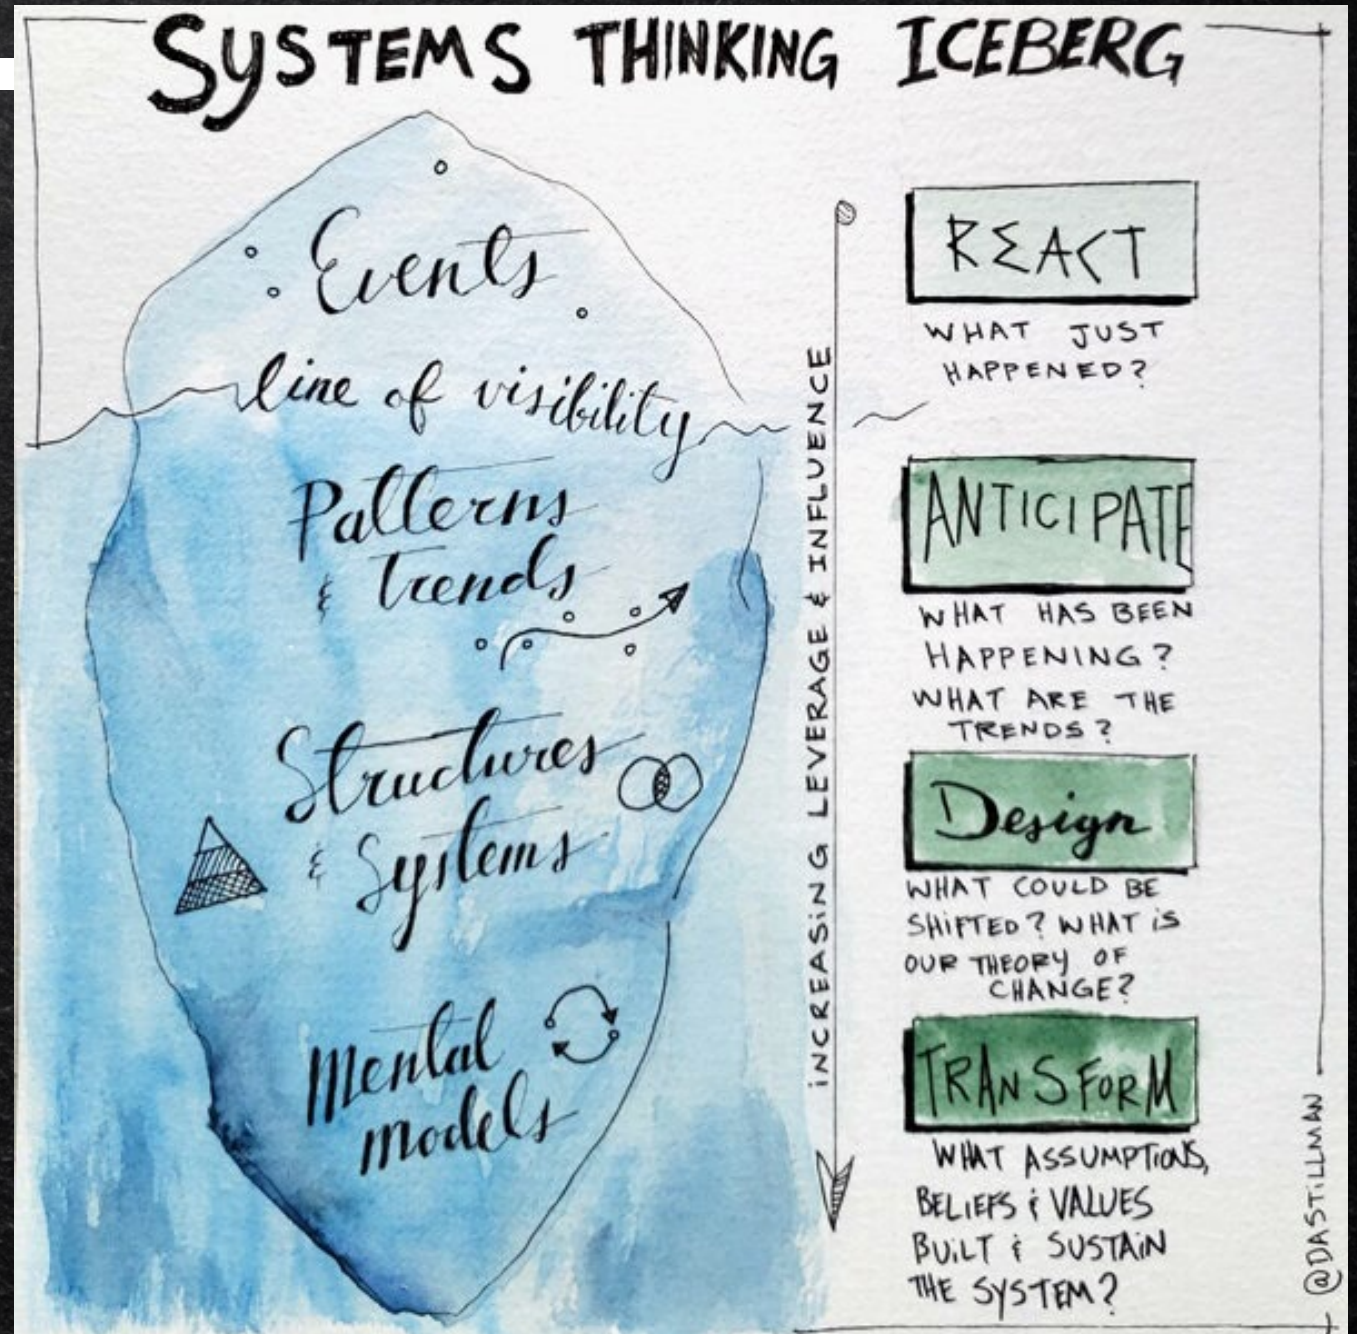 SYSTEMS THINKING ICEBERG
Events
line of visibility
Patterns
& trends
Structures
& Systems
Mental
models
INCREASING LEVERAGE & INFLUENCE
REACT
WHAT JUST
HAPPENED?
ANTICIPATE
WHAT HAS BEEN
HAPPENING?
WHAT ARE THE
TRENDS?
Design
WHAT COULD BE
SHIFTED? WHAT IS
OUR THEORY OF
CHANGE?
TRANSFORM
WHAT ASSUMPTIONS,
BELIEFS & VALUES
BUILT & SUSTAIN
THE SYSTEM?
@DASTILLMAN